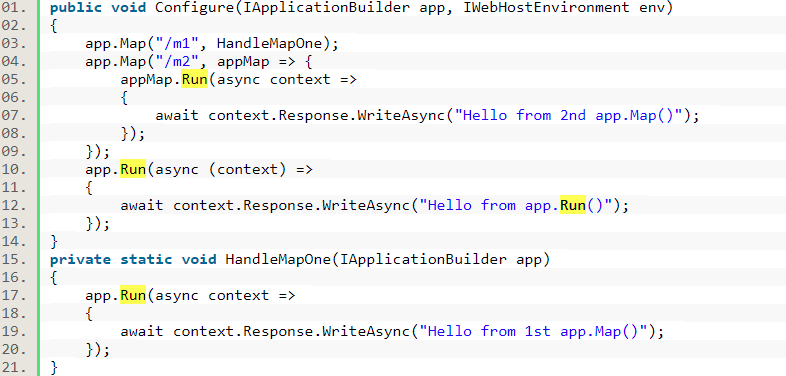 01. public void Configure(IApplicationBuilder app, IWebHostEnvironment env)
02. {
03.     app.Map("/m1", HandleMapOne);
04.     app.Map("/m2", appMap => {
05.         appMap.Run(async context =>
06.         {
07.             await context.Response.WriteAsync("Hello from 2nd app.Map()");
08.         });
09.     });
10.     app.Run(async (context) =>
11.     {
12.         await context.Response.WriteAsync("Hello from app.Run()");
13.     });
14. }
15. private static void HandleMapOne(IApplicationBuilder app)
16. {
17.     app.Run(async context =>
18.     {
19.         await context.Response.WriteAsync("Hello from 1st app.Map()");
20.     });
21. }